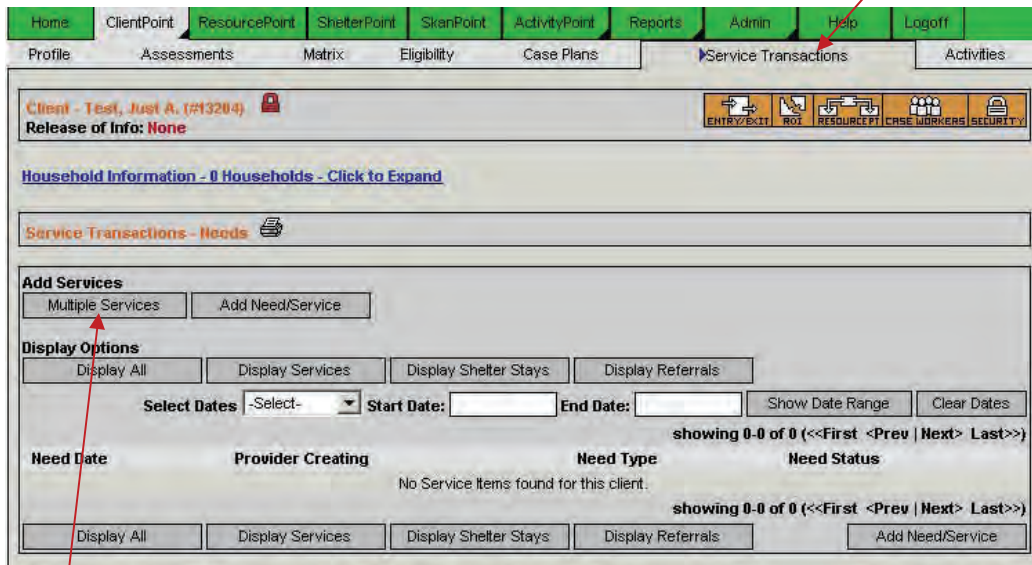 Home ClientPoint ResourcePoint ShelterPoint SkanPoint ActivityPoint Reports Admin Help Logoff
Profile Assessments Matrix Eligibility Case Plans Service Transactions Activities
Client - Test, Just A. (#13204)
Release of Info: None
ENTRY/EXIT ROI RESOURCEPT CASE WORKERS SECURITY
Household Information - 0 Households - Click to Expand
Service Transactions - Needs
Add Services
Multiple Services Add Need/Service
Display Options
Display All Display Services Display Shelter Stays Display Referrals
Select Dates -Select- Start Date: End Date: Show Date Range Clear Dates
showing 0-0 of 0 (<<First <Prev | Next> Last>>)
Need Date Provider Creating Need Type Need Status
No Service Items found for this client.
showing 0-0 of 0 (<<First <Prev | Next> Last>>)
Display All Display Services Display Shelter Stays Display Referrals Add Need/Service